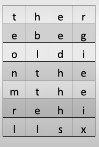 t h e r
e b e g
o l d i
n t h e
m t h e
r e h i
l l s x